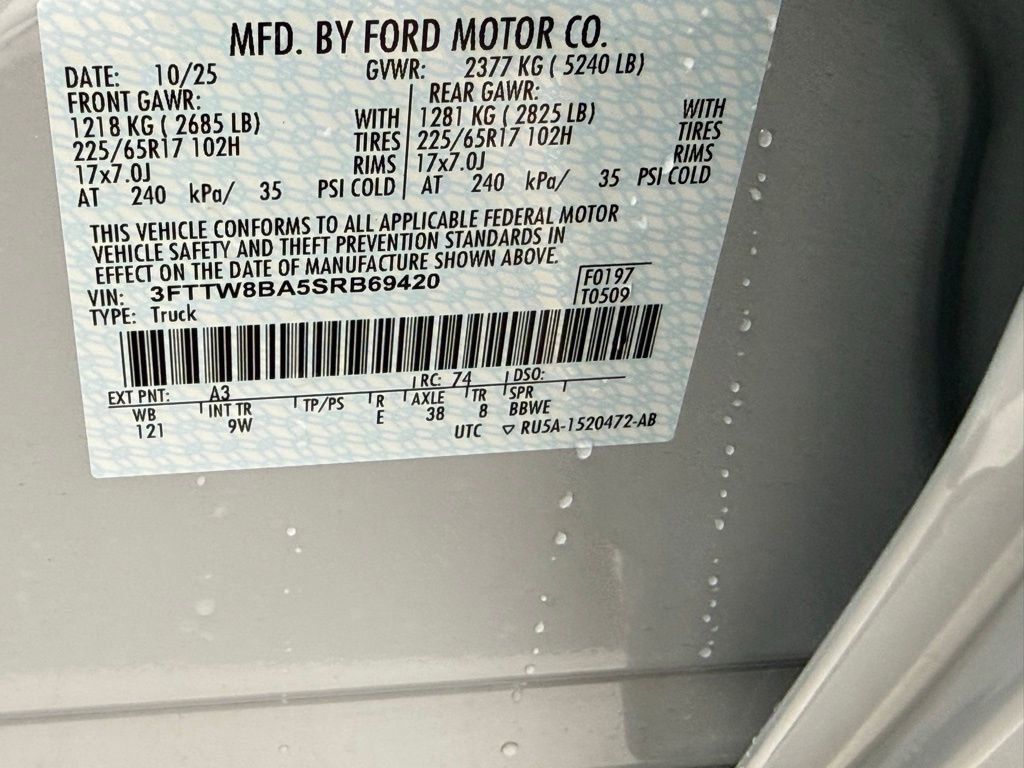 MFD. BY FORD MOTOR CO.
DATE: 10/25 GVWR: 2377 KG ( 5240 LB)
FRONT GAWR: REAR GAWR:
1218 KG ( 2685 LB) WITH 1281 KG ( 2825 LB) WITH
225/65R17 102H TIRES 225/65R17 102H TIRES
17x7.0J RIMS 17x7.0J RIMS
AT 240 kPa/ 35 PSI COLD AT 240 kPa/ 35 PSI COLD
THIS VEHICLE CONFORMS TO ALL APPLICABLE FEDERAL MOTOR
VEHICLE SAFETY AND THEFT PREVENTION STANDARDS IN
EFFECT ON THE DATE OF MANUFACTURE SHOWN ABOVE.
VIN: 3FTTW8BA5SRB69420 F0197
TYPE: Truck T0509
EXT PNT: A3 RC: 74 DSO:
WB INT TR TP/PS R AXLE TR SPR
121 9W E 38 8 BBWE
UTC ▽ RU5A-1520472-AB